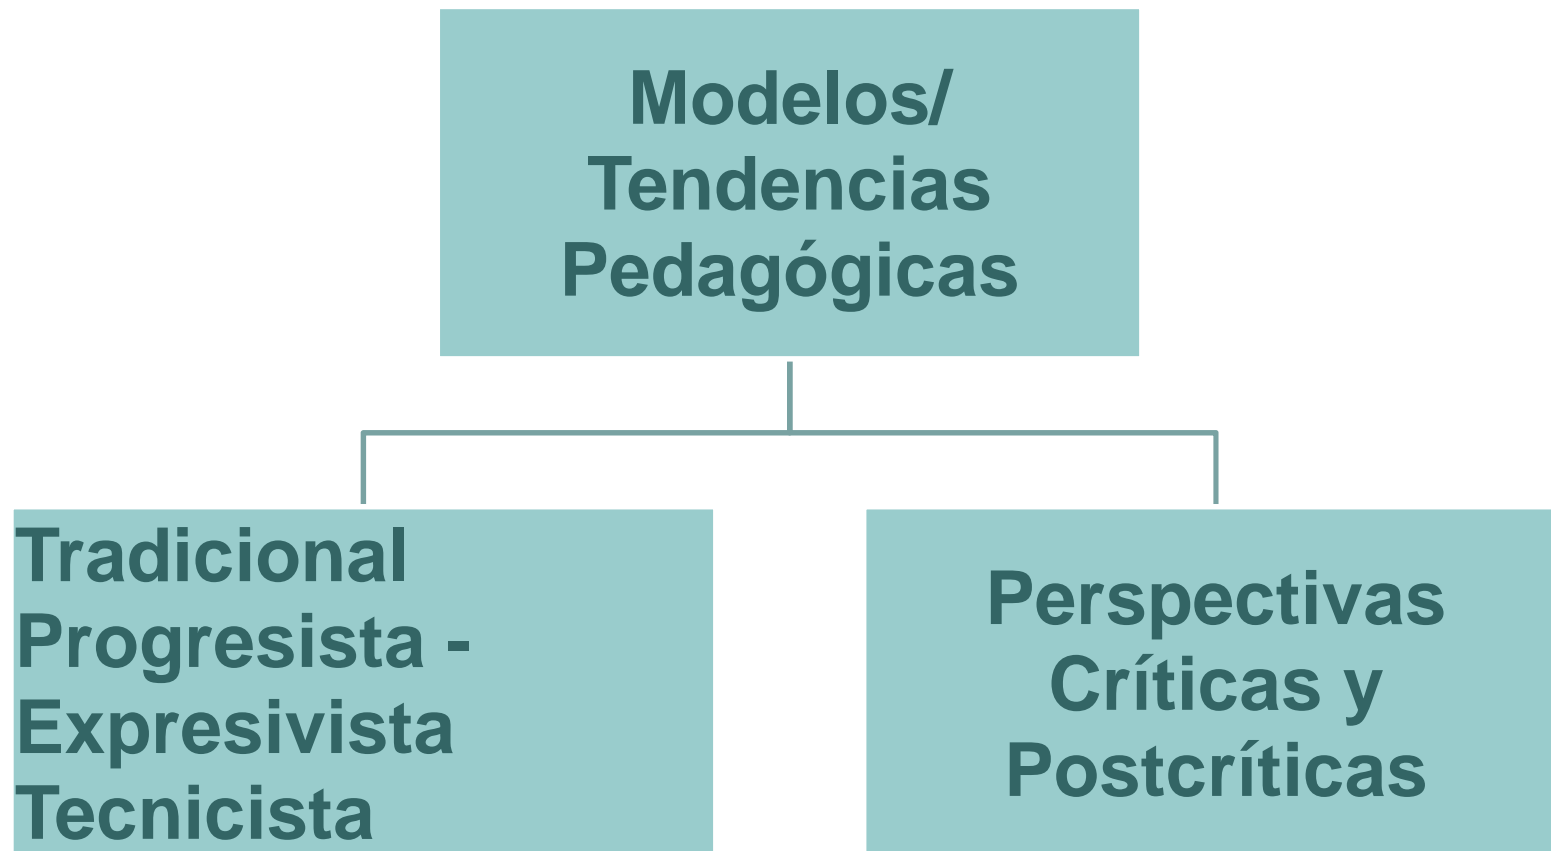 Modelos/
Tendencias
Pedagógicas
Tradicional
Progresista -
Expresivista
Tecnicista
Perspectivas
Críticas y
Postcríticas